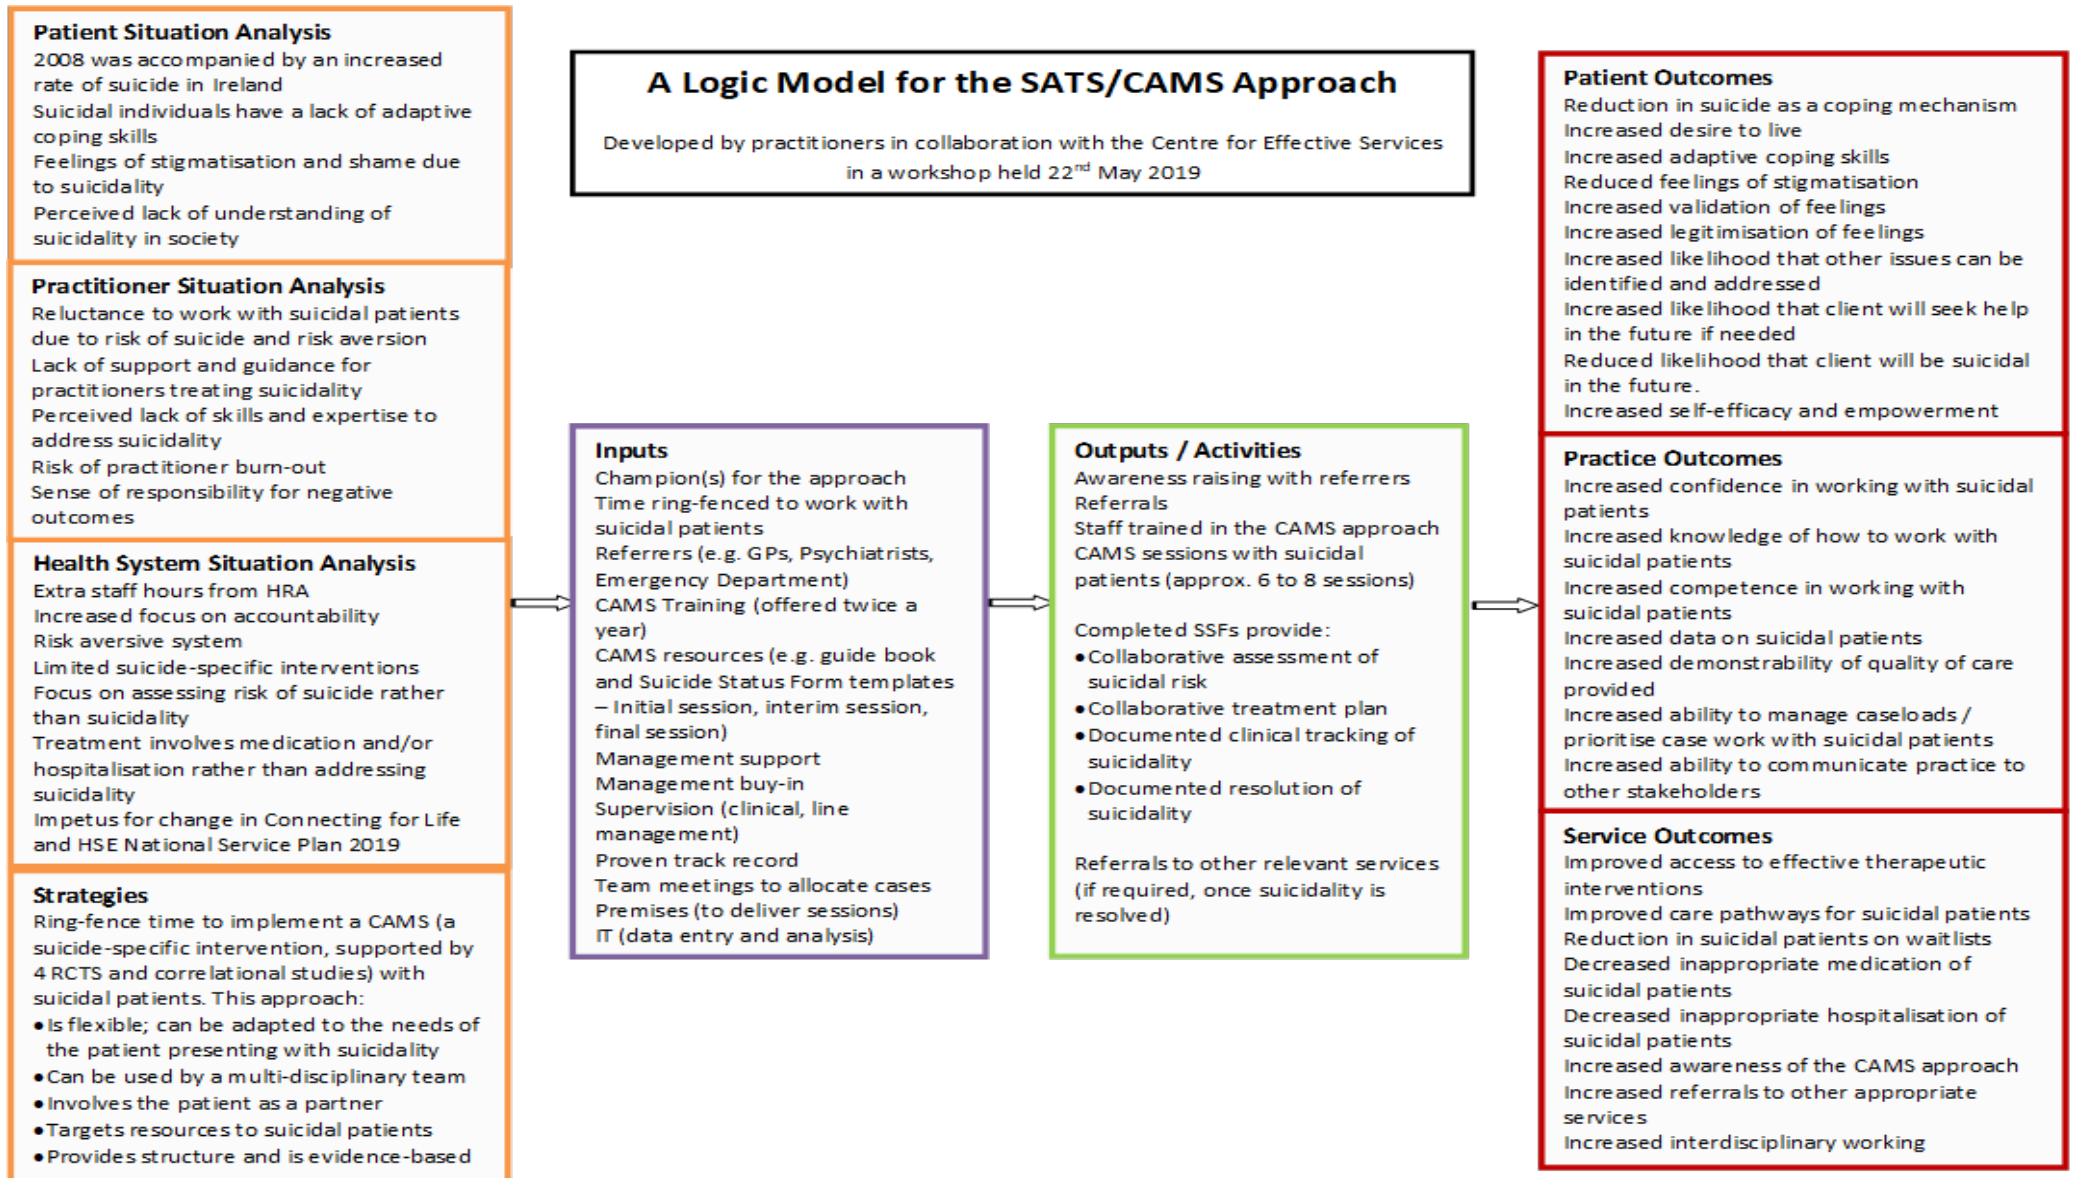 Patient Situation Analysis
2008 was accompanied by an increased
rate of suicide in Ireland
Suicidal individuals have a lack of adaptive
coping skills
Feelings of stigmatisation and shame due
to suicidality
Perceived lack of understanding of
suicidality in society
Practitioner Situation Analysis
Reluctance to work with suicidal patients
due to risk of suicide and risk aversion
Lack of support and guidance for
practitioners treating suicidality
Perceived lack of skills and expertise to
address suicidality
Risk of practitioner burn-out
Sense of responsibility for negative
outcomes
Health System Situation Analysis
Extra staff hours from HRA
Increased focus on accountability
Risk aversive system
Limited suicide-specific interventions
Focus on assessing risk of suicide rather
than suicidality
Treatment involves medication and/or
hospitalisation rather than addressing
suicidality
Impetus for change in Connecting for Life
and HSE National Service Plan 2019
Strategies
Ring-fence time to implement a CAMS (a
suicide-specific intervention, supported by
4 RCTS and correlational studies) with
suicidal patients. This approach:
•Is flexible; can be adapted to the needs of
the patient presenting with suicidality
•Can be used by a multi-disciplinary team
•Involves the patient as a partner
•Targets resources to suicidal patients
•Provides structure and is evidence-based
A Logic Model for the SATS/CAMS Approach
Developed by practitioners in collaboration with the Centre for Effective Services
in a workshop held 22nd May 2019
Inputs
Champion(s) for the approach
Time ring-fenced to work with
suicidal patients
Referrers (e.g. GPs, Psychiatrists,
Emergency Department)
CAMS Training (offered twice a
year)
CAMS resources (e.g. guide book
and Suicide Status Form templates
– Initial session, interim session,
final session)
Management support
Management buy-in
Supervision (clinical, line
management)
Proven track record
Team meetings to allocate cases
Premises (to deliver sessions)
IT (data entry and analysis)
Outputs / Activities
Awareness raising with referrers
Referrals
Staff trained in the CAMS approach
CAMS sessions with suicidal
patients (approx. 6 to 8 sessions)
Completed SSFs provide:
•Collaborative assessment of
suicidal risk
•Collaborative treatment plan
•Documented clinical tracking of
suicidality
•Documented resolution of
suicidality
Referrals to other relevant services
(if required, once suicidality is
resolved)
Patient Outcomes
Reduction in suicide as a coping mechanism
Increased desire to live
Increased adaptive coping skills
Reduced feelings of stigmatisation
Increased validation of feelings
Increased legitimisation of feelings
Increased likelihood that other issues can be
identified and addressed
Increased likelihood that client will seek help
in the future if needed
Reduced likelihood that client will be suicidal
in the future.
Increased self-efficacy and empowerment
Practice Outcomes
Increased confidence in working with suicidal
patients
Increased knowledge of how to work with
suicidal patients
Increased competence in working with
suicidal patients
Increased data on suicidal patients
Increased demonstrability of quality of care
provided
Increased ability to manage caseloads /
prioritise case work with suicidal patients
Increased ability to communicate practice to
other stakeholders
Service Outcomes
Improved access to effective therapeutic
interventions
Improved care pathways for suicidal patients
Reduction in suicidal patients on waitlists
Decreased inappropriate medication of
suicidal patients
Decreased inappropriate hospitalisation of
suicidal patients
Increased awareness of the CAMS approach
Increased referrals to other appropriate
services
Increased interdisciplinary working